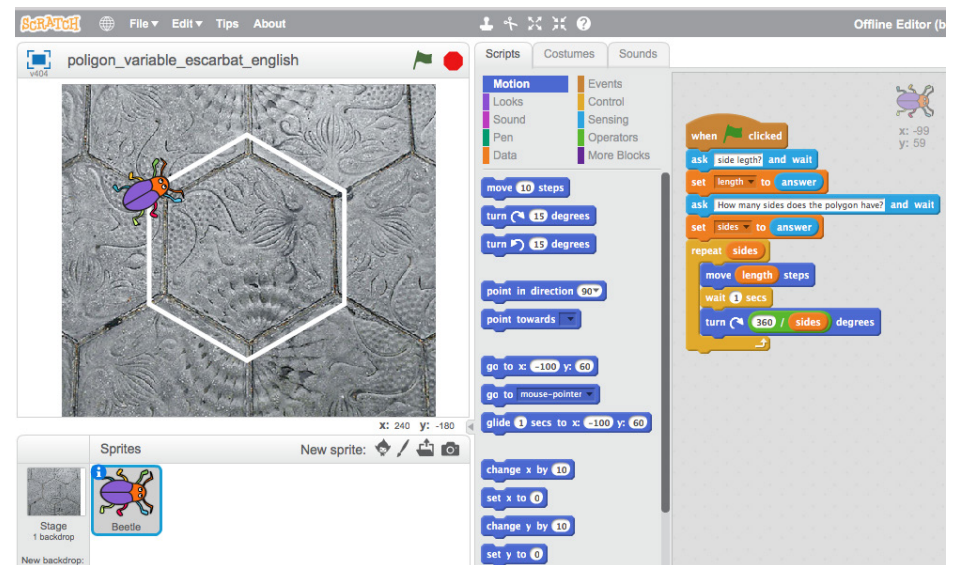 SCRATCH File▾ Edit▾ Tips About Offline Editor (b
v404
poligon_variable_escarbat_english
X: 240 Y: -180
Sprites New sprite:
Stage
1 backdrop
New backdrop:
Beetle
Scripts Costumes Sounds
Motion Events
Looks Control
Sound Sensing
Pen Operators
Data More Blocks
move 10 steps
turn ↻ 15 degrees
turn ↺ 15 degrees
point in direction 90▾
point towards
go to x: -100 y: 60
go to mouse-pointer
glide 1 secs to x: -100 y: 60
change x by 10
set x to 0
change y by 10
set y to 0
x: -99
y: 59
when clicked
ask side legth? and wait
set length to answer
ask How many sides does the polygon have? and wait
set sides to answer
repeat sides
move length steps
wait 1 secs
turn ↻ 360 / sides degrees